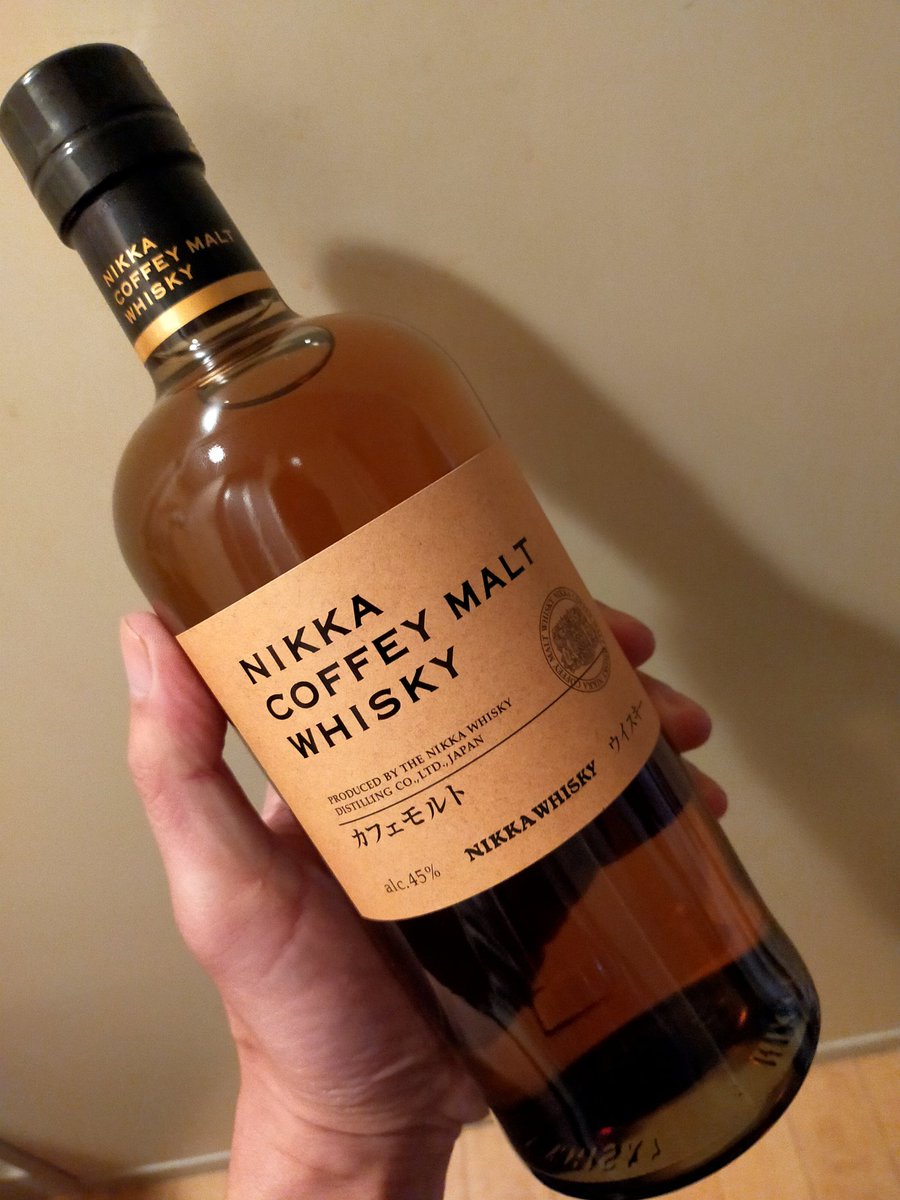 NIKKA
COFFEY MALT
WHISKY
NIKKA
COFFEY MALT
WHISKY
PRODUCED BY THE NIKKA WHISKY
DISTILLING CO.,LTD.,JAPAN
カフェモルト
ウイスキー
alc.45%
NIKKA WHISKY